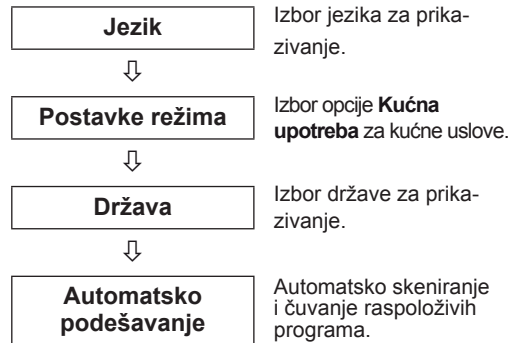 Jezik
Izbor jezika za prika-
zivanje.
⇩
Postavke režima
Izbor opcije Kućna
upotreba za kućne uslove.
⇩
Država
Izbor države za prika-
zivanje.
⇩
Automatsko
podešavanje
Automatsko skeniranje
i čuvanje raspoloživih
programa.